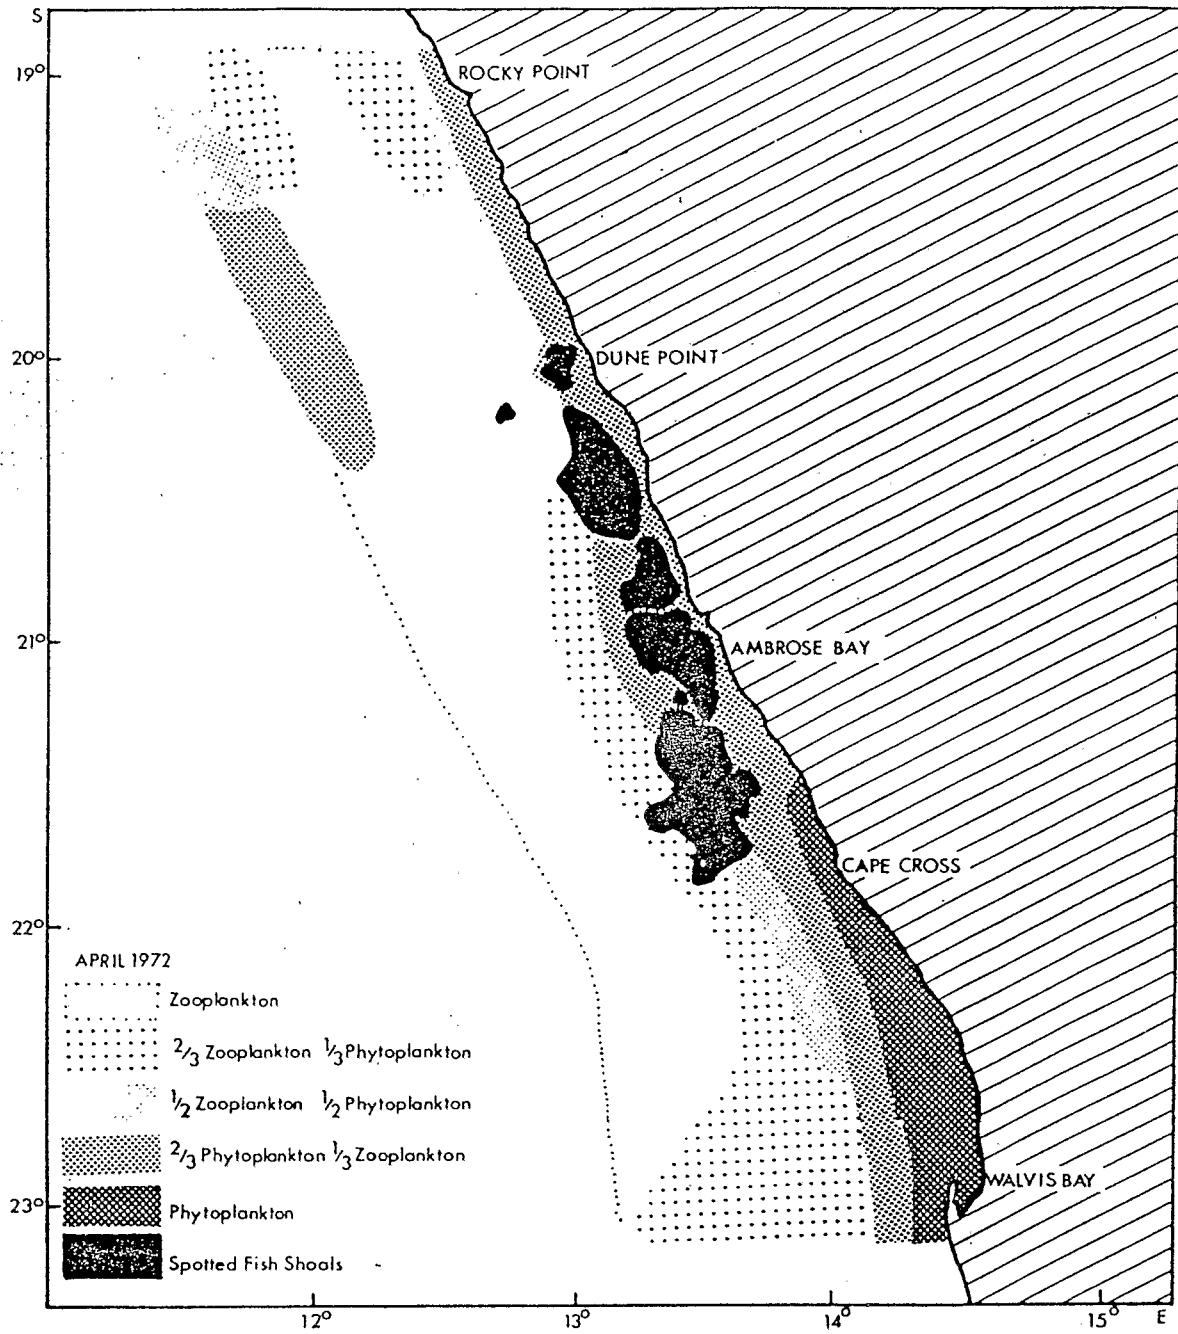 S
19°
ROCKY POINT
20°
DUNE POINT
21°
AMBROSE BAY
CAPE CROSS
22°
APRIL 1972
Zooplankton
2/3 Zooplankton 1/3 Phytoplankton
1/2 Zooplankton 1/2 Phytoplankton
2/3 Phytoplankton 1/3 Zooplankton
WALVIS BAY
23°
Phytoplankton
Spotted Fish Shoals
12° 13° 14° 15° E